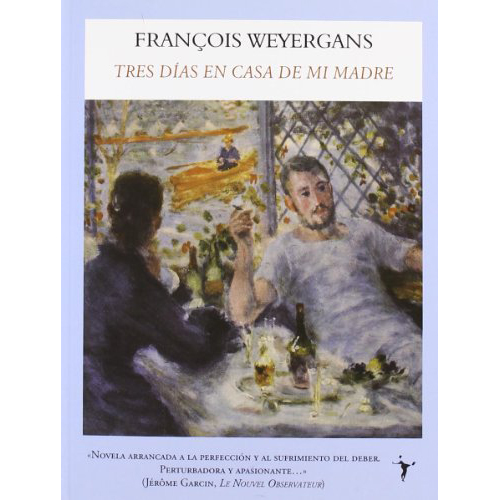 FRANÇOIS WEYERGANS
TRES DÍAS EN CASA DE MI MADRE
«NOVELA ARRANCADA A LA PERFECCIÓN Y AL SUFRIMIENTO DEL DEBER.
PERTURBADORA Y APASIONANTE…»
(JÉRÔME GARCIN, LE NOUVEL OBSERVATEUR)